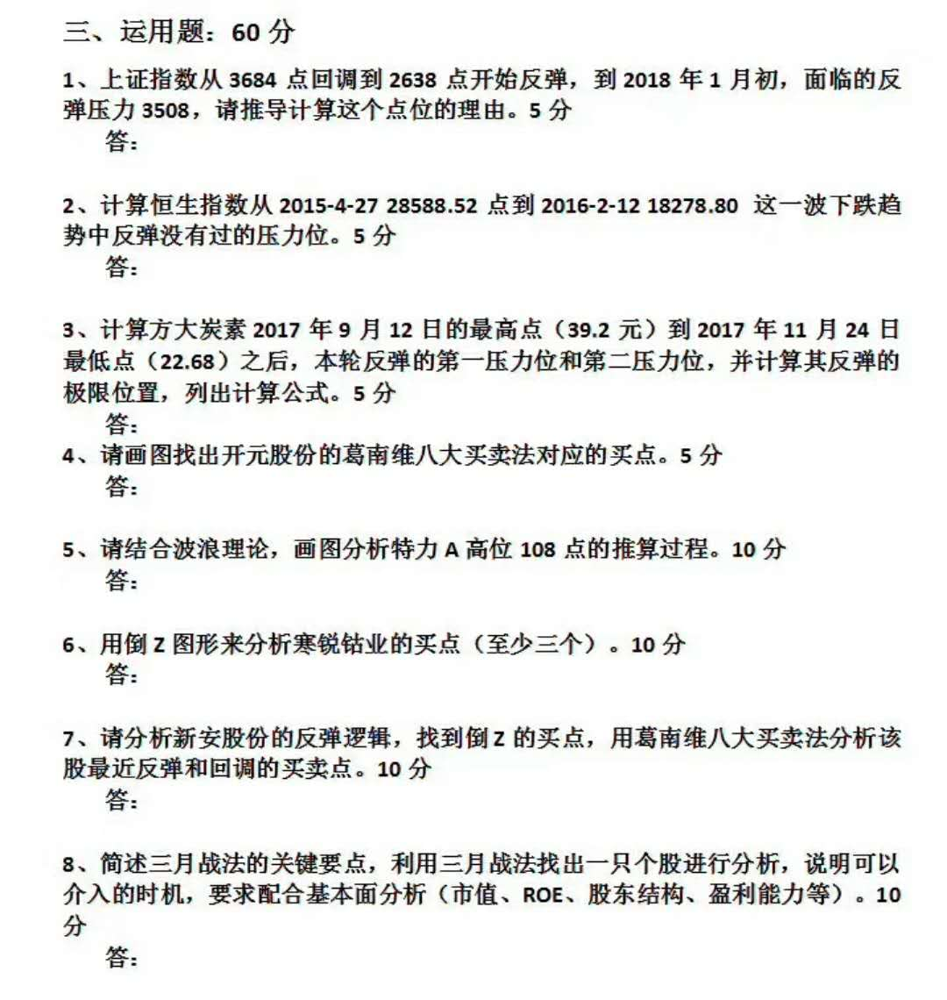 三、运用题：60 分
1、上证指数从 3684 点回调到 2638 点开始反弹，到 2018 年 1 月初，面临的反
弹压力 3508，请推导计算这个点位的理由。5 分
答：
2、计算恒生指数从 2015-4-27 28588.52 点到 2016-2-12 18278.80 这一波下跌趋
势中反弹没有过的压力位。5 分
答：
3、计算方大炭素 2017 年 9 月 12 日的最高点（39.2 元）到 2017 年 11 月 24 日
最低点（22.68）之后，本轮反弹的第一压力位和第二压力位，并计算其反弹的
极限位置，列出计算公式。5 分
答：
4、请画图找出开元股份的葛南维八大买卖法对应的买点。5 分
答：
5、请结合波浪理论，画图分析特力 A 高位 108 点的推算过程。10 分
答：
6、用倒 Z 图形来分析寒锐钴业的买点（至少三个）。10 分
答：
7、请分析新安股份的反弹逻辑，找到倒 Z 的买点，用葛南维八大买卖法分析该
股最近反弹和回调的买卖点。10 分
答：
8、简述三月战法的关键要点，利用三月战法找出一只个股进行分析，说明可以
介入的时机，要求配合基本面分析（市值、ROE、股东结构、盈利能力等）。10
分
答：